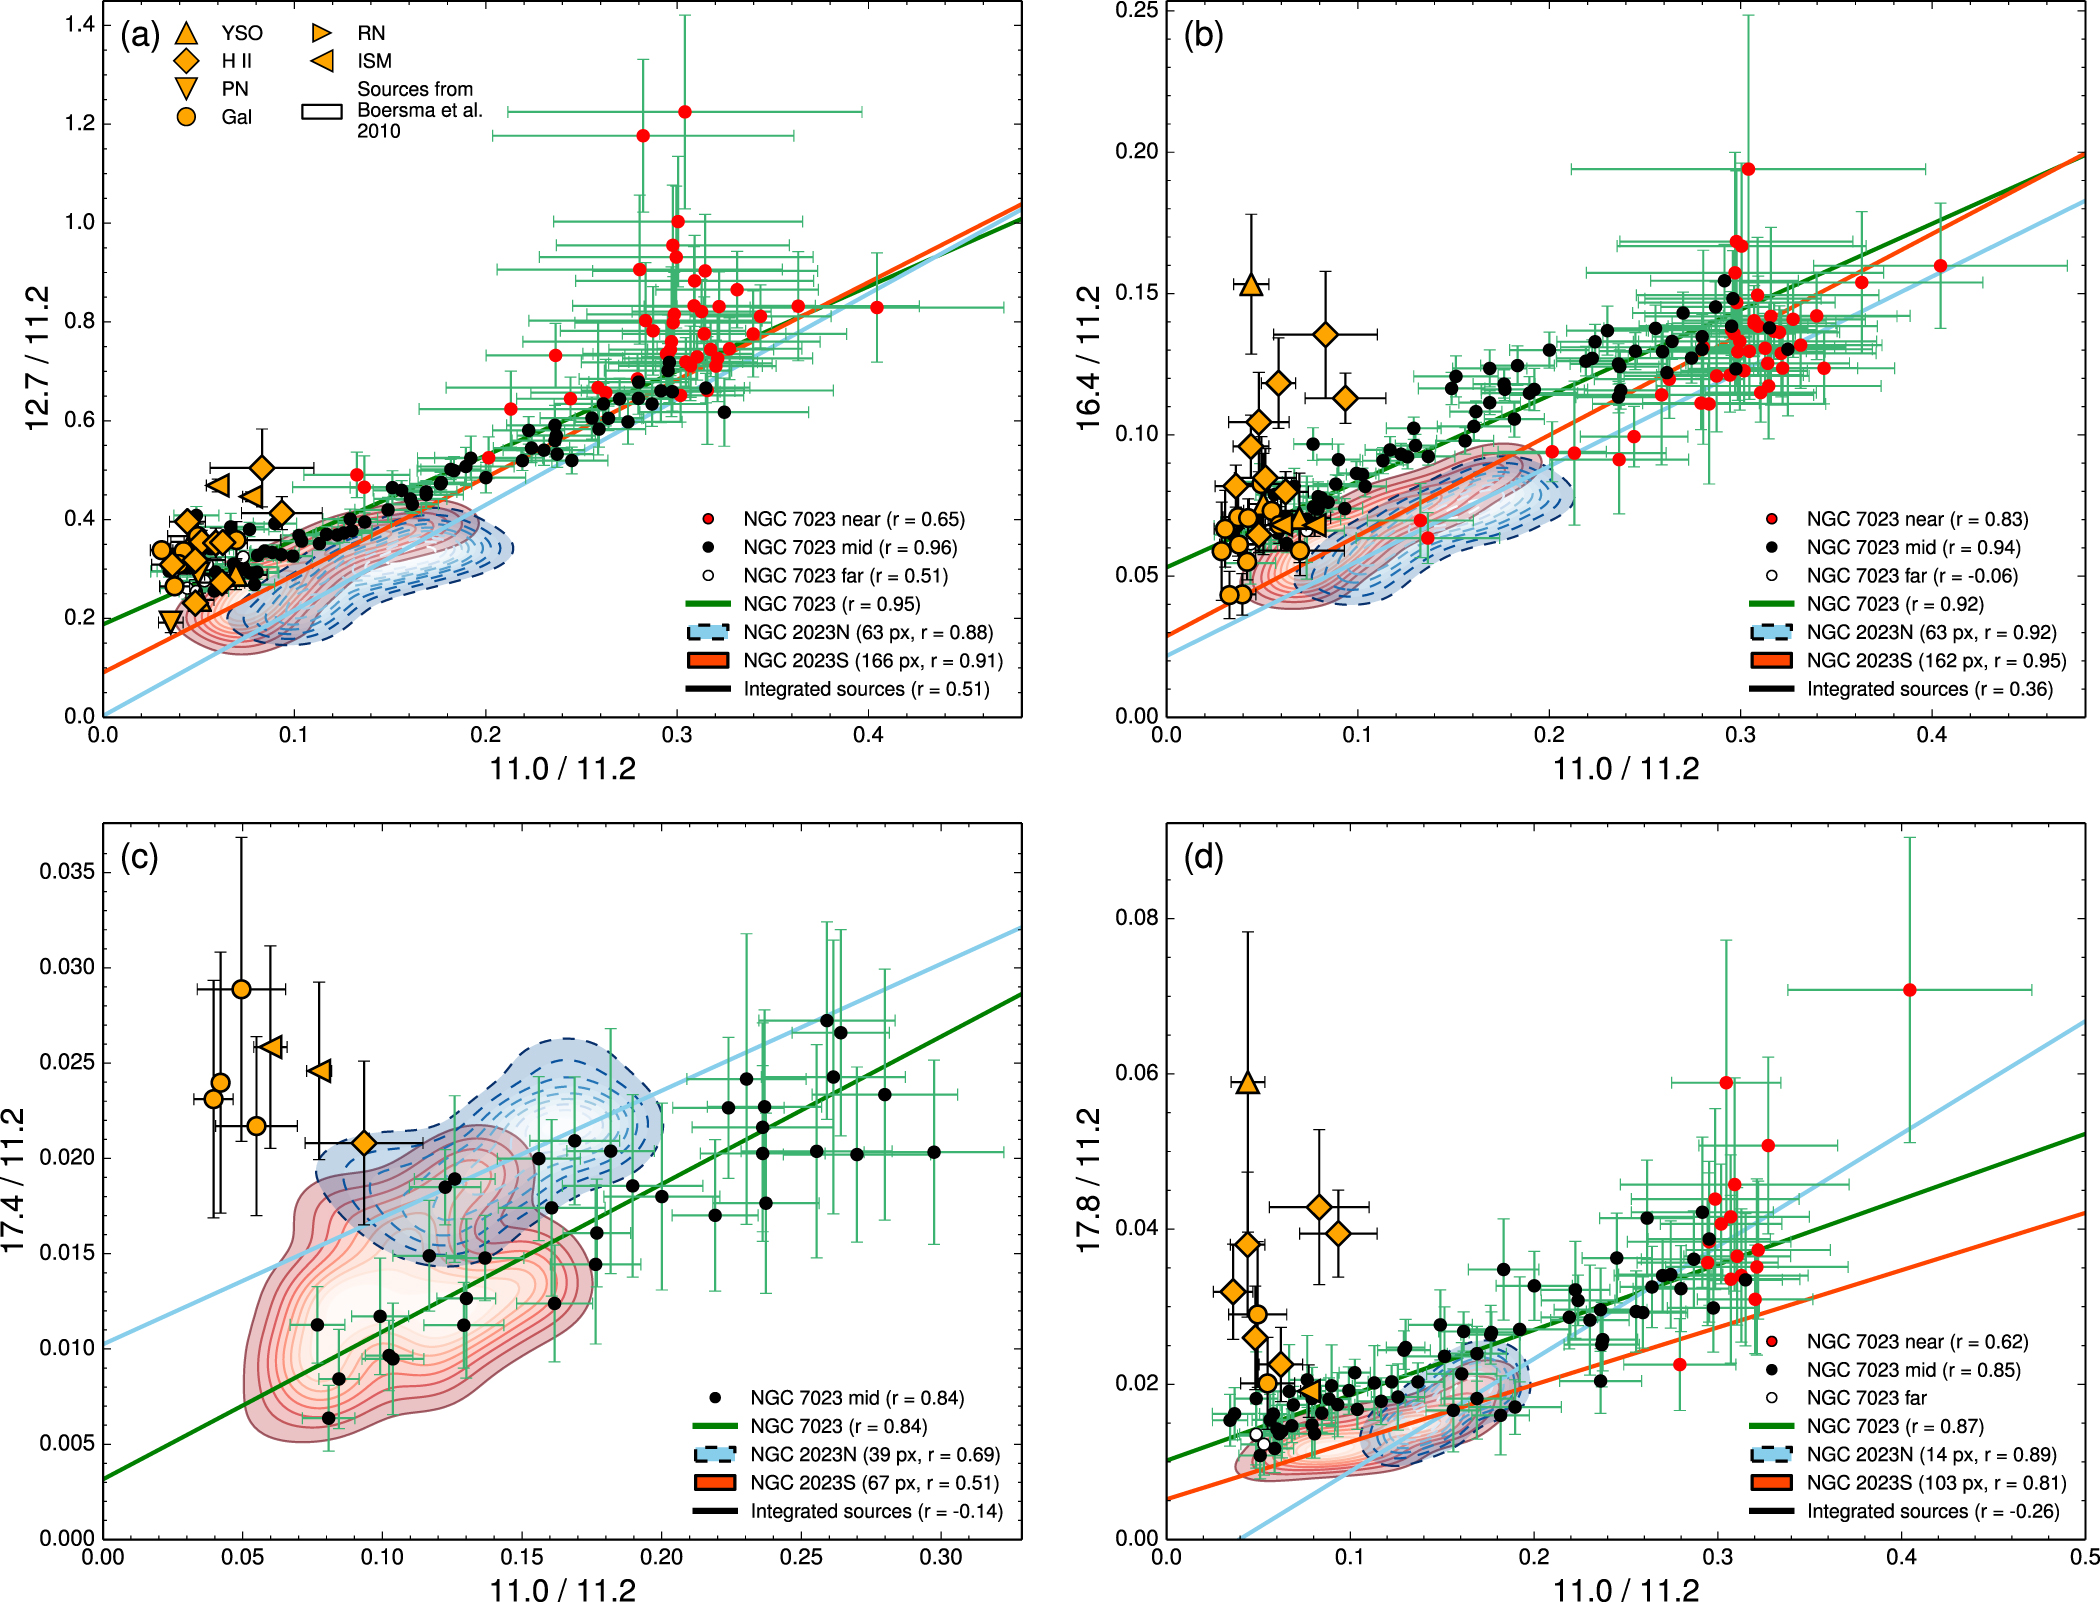 (a)
YSO
H II
PN
Gal
RN
ISM
Sources from
Boersma et al.
2010
1.4
1.2
1.0
0.8
0.6
0.4
0.2
0.0
12.7 / 11.2
NGC 7023 near (r = 0.65)
NGC 7023 mid (r = 0.96)
NGC 7023 far (r = 0.51)
NGC 7023 (r = 0.95)
NGC 2023N (63 px, r = 0.88)
NGC 2023S (166 px, r = 0.91)
Integrated sources (r = 0.51)
0.0 0.1 0.2 0.3 0.4
11.0 / 11.2
(b)
0.25
0.20
0.15
0.10
0.05
0.00
16.4 / 11.2
NGC 7023 near (r = 0.83)
NGC 7023 mid (r = 0.94)
NGC 7023 far (r = -0.06)
NGC 7023 (r = 0.92)
NGC 2023N (63 px, r = 0.92)
NGC 2023S (162 px, r = 0.95)
Integrated sources (r = 0.36)
0.0 0.1 0.2 0.3 0.4
11.0 / 11.2
(c)
0.035
0.030
0.025
0.020
0.015
0.010
0.005
0.000
17.4 / 11.2
NGC 7023 mid (r = 0.84)
NGC 7023 (r = 0.84)
NGC 2023N (39 px, r = 0.69)
NGC 2023S (67 px, r = 0.51)
Integrated sources (r = -0.14)
0.00 0.05 0.10 0.15 0.20 0.25 0.30
11.0 / 11.2
(d)
0.08
0.06
0.04
0.02
0.00
17.8 / 11.2
NGC 7023 near (r = 0.62)
NGC 7023 mid (r = 0.85)
NGC 7023 far
NGC 7023 (r = 0.87)
NGC 2023N (14 px, r = 0.89)
NGC 2023S (103 px, r = 0.81)
Integrated sources (r = -0.26)
0.0 0.1 0.2 0.3 0.4 0.5
11.0 / 11.2